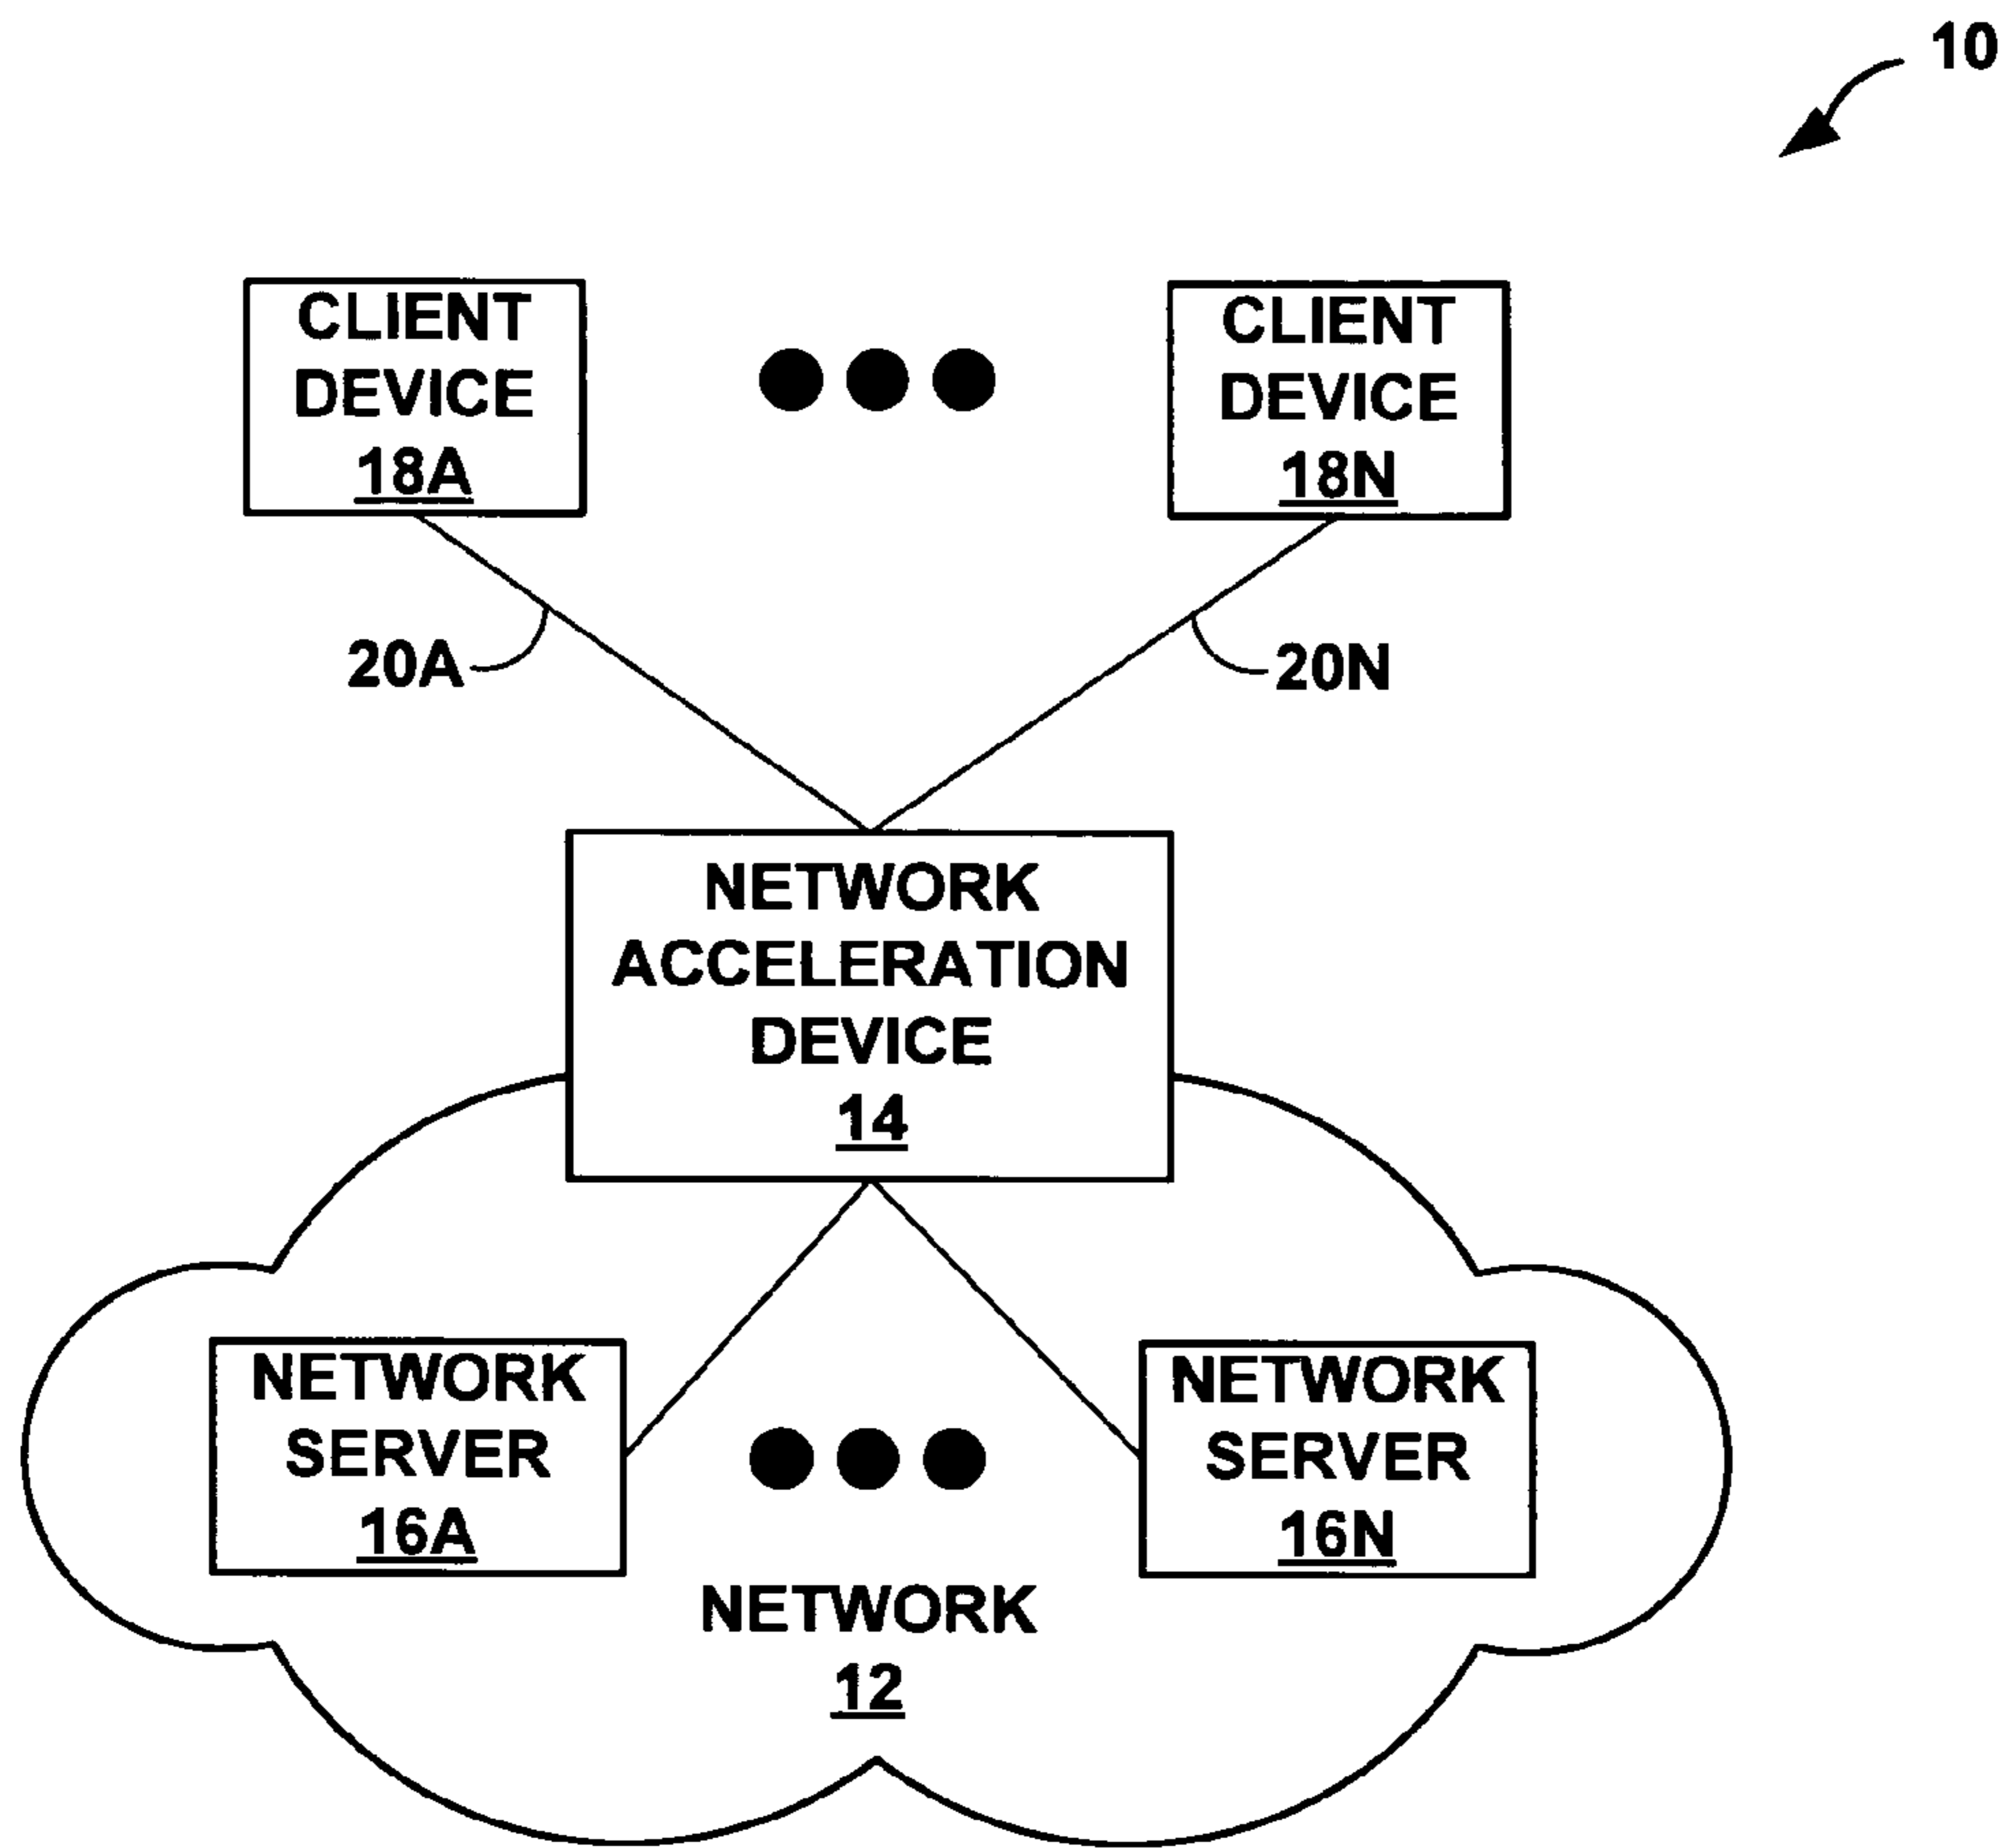 10
CLIENT
DEVICE
18A
CLIENT
DEVICE
18N
20A
20N
NETWORK
ACCELERATION
DEVICE
14
NETWORK
SERVER
16A
NETWORK
SERVER
16N
NETWORK
12